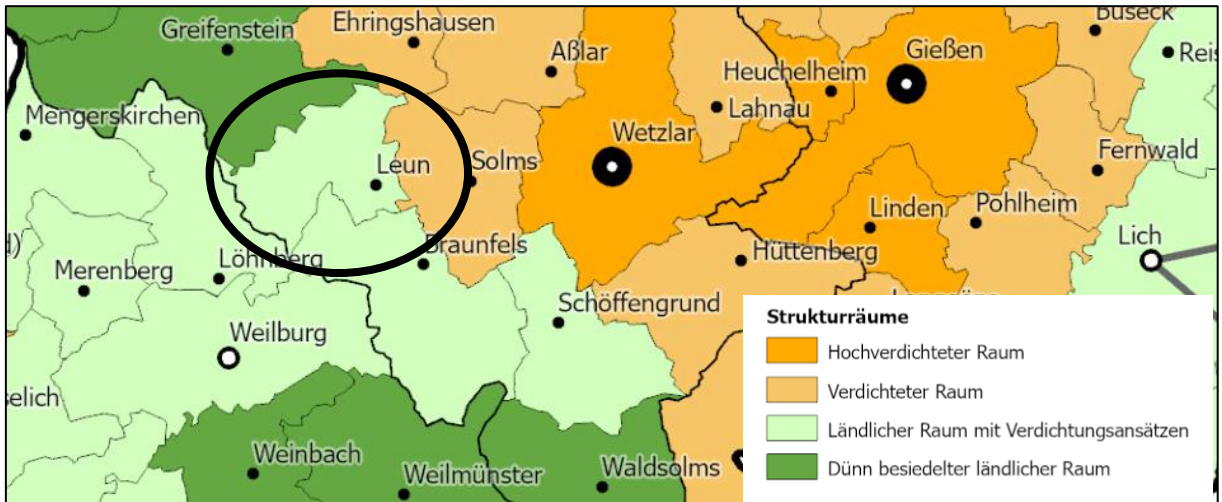 Greifenstein
Ehringshausen
Aßlar
Buseck
Gießen
Heuchelheim
Reis
Mengerskirchen
Lahnau
Wetzlar
Leun
Solms
Fernwald
Linden
Pohlheim
d)
Merenberg
Löhnberg
Braunfels
Hüttenberg
Lich
Schöffengrund
Weilburg
selich
Weinbach
Weilmünster
Waldsolms
Strukturräume
Hochverdichteter Raum
Verdichteter Raum
Ländlicher Raum mit Verdichtungsansätzen
Dünn besiedelter ländlicher Raum